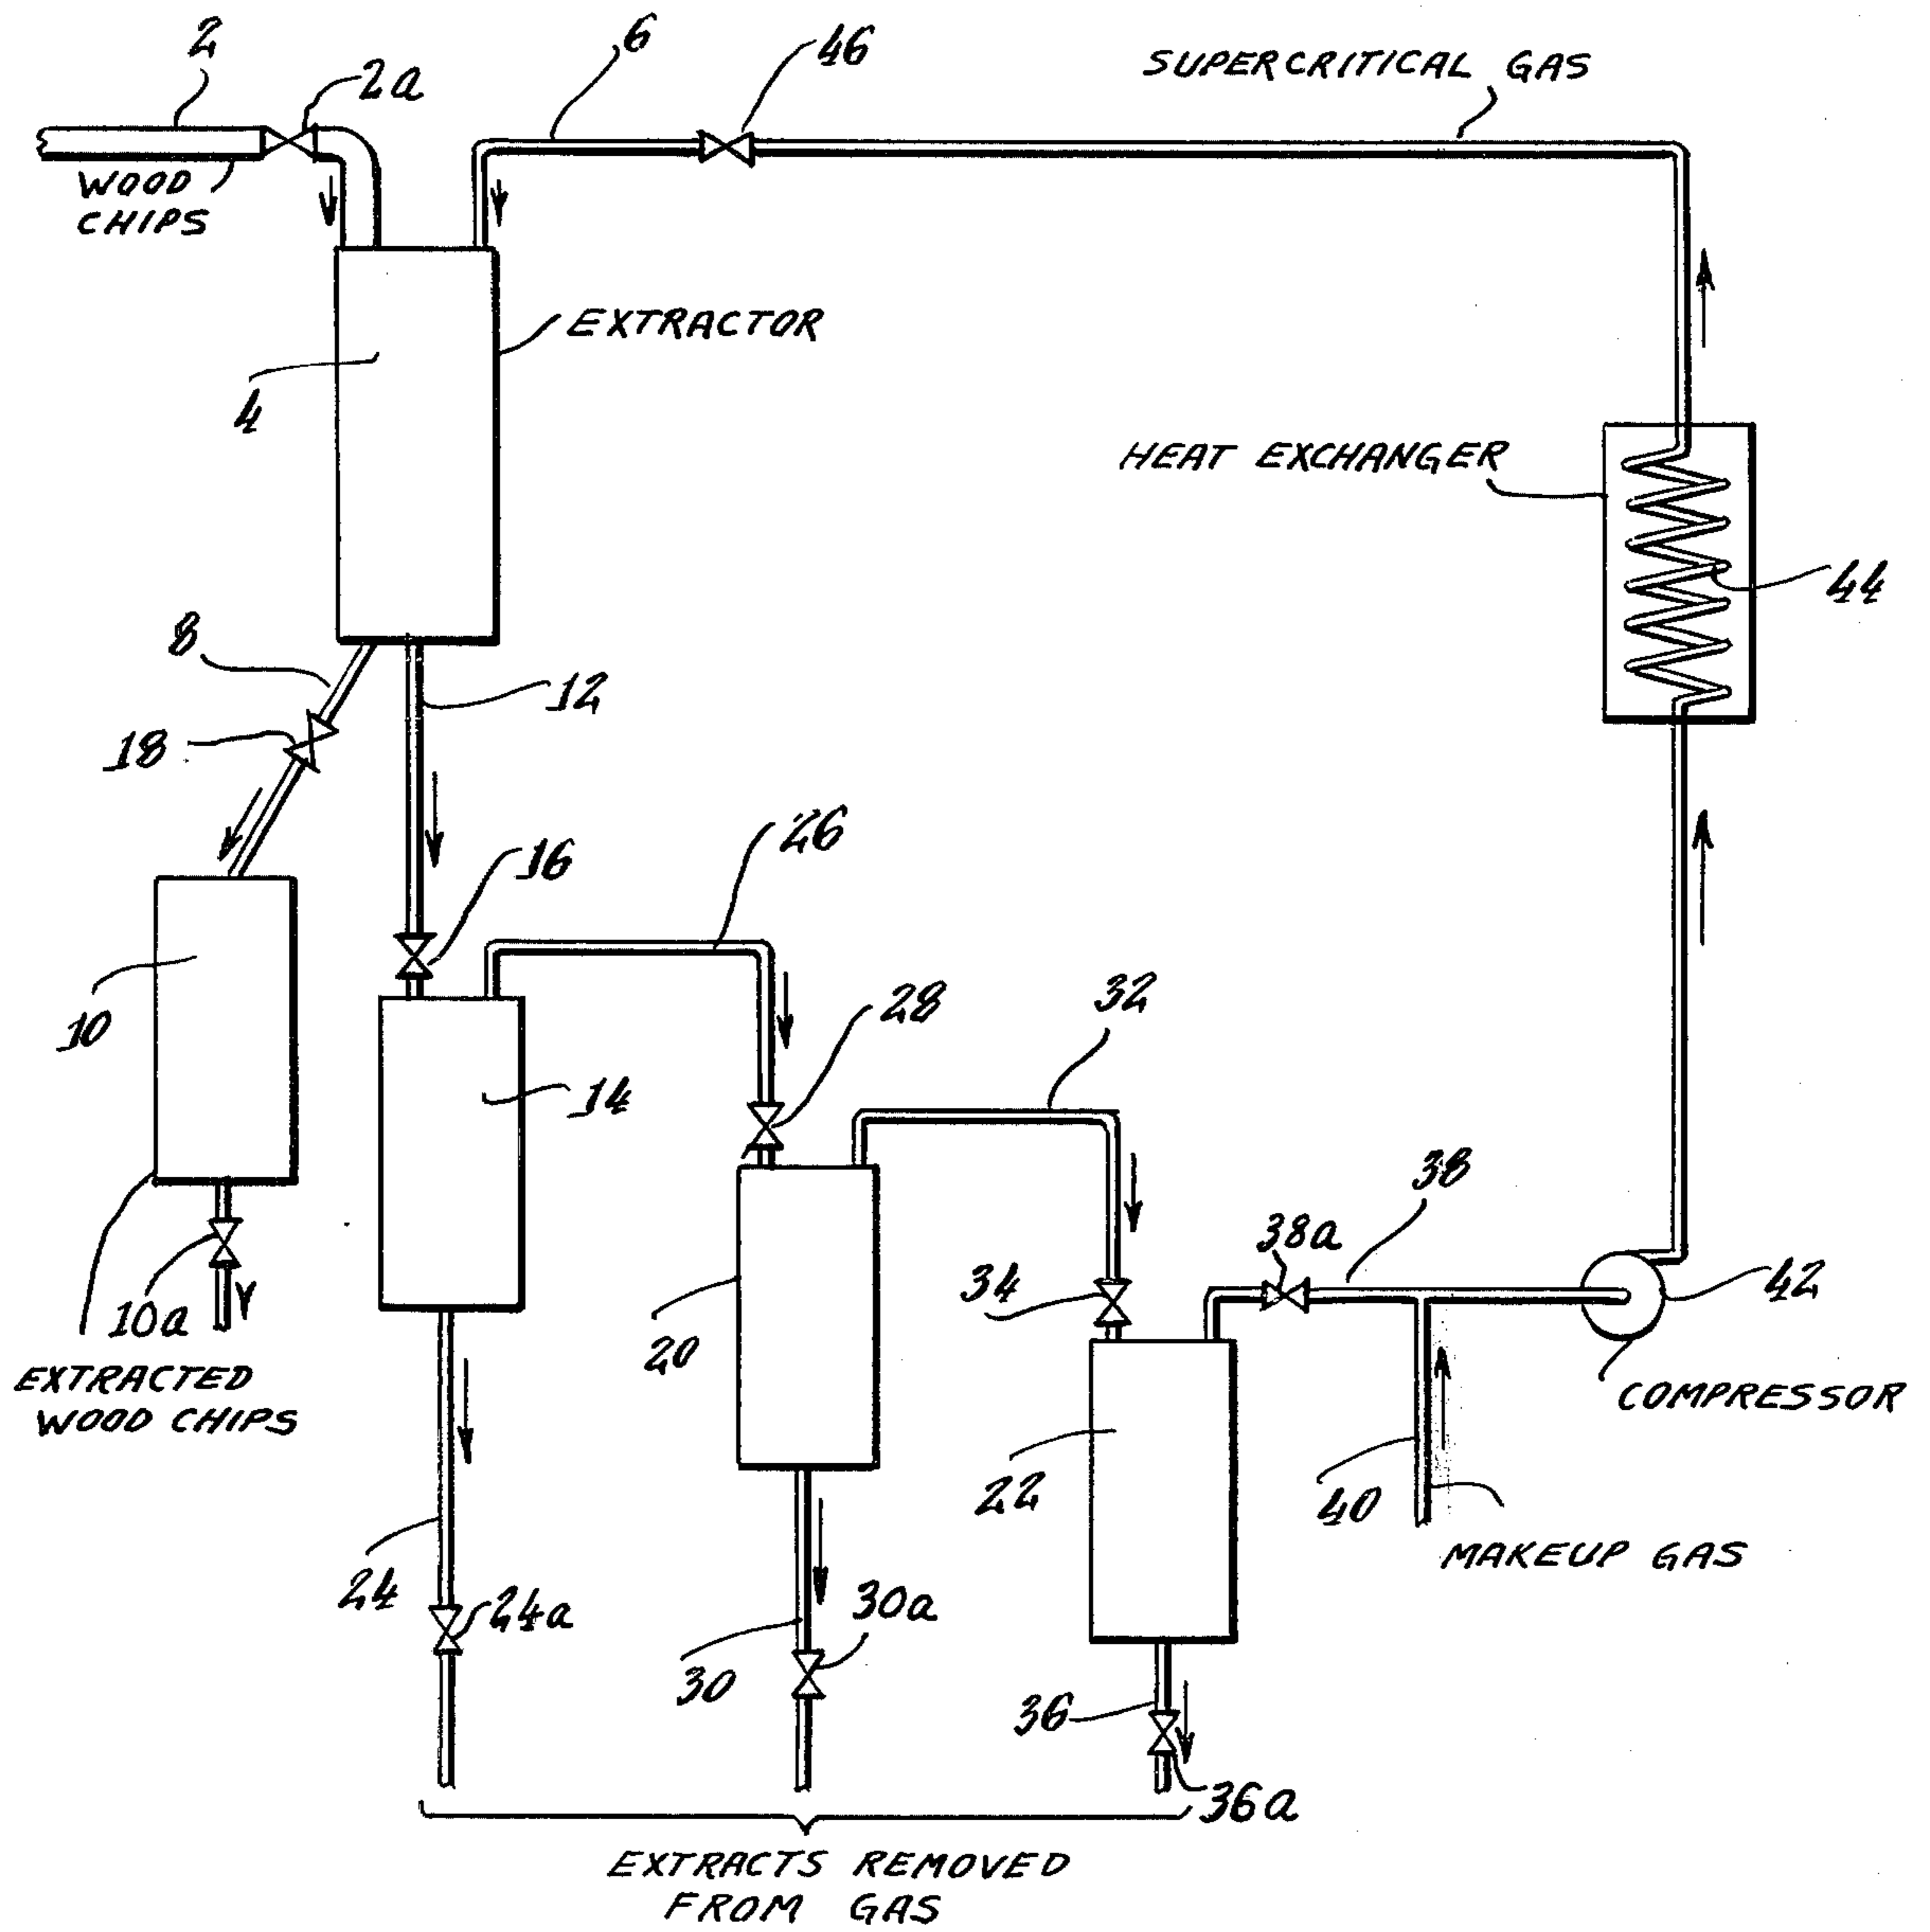 2
2a
6
46
SUPERCRITICAL GAS
WOOD
CHIPS
EXTRACTOR
4
HEAT EXCHANGER
44
8
12
18
26
16
10
14
28
32
38
38a
34
42
10a
20
EXTRACTED
WOOD CHIPS
COMPRESSOR
22
40
MAKEUP GAS
24
24a
30a
30
36
36a
EXTRACTS REMOVED
FROM GAS